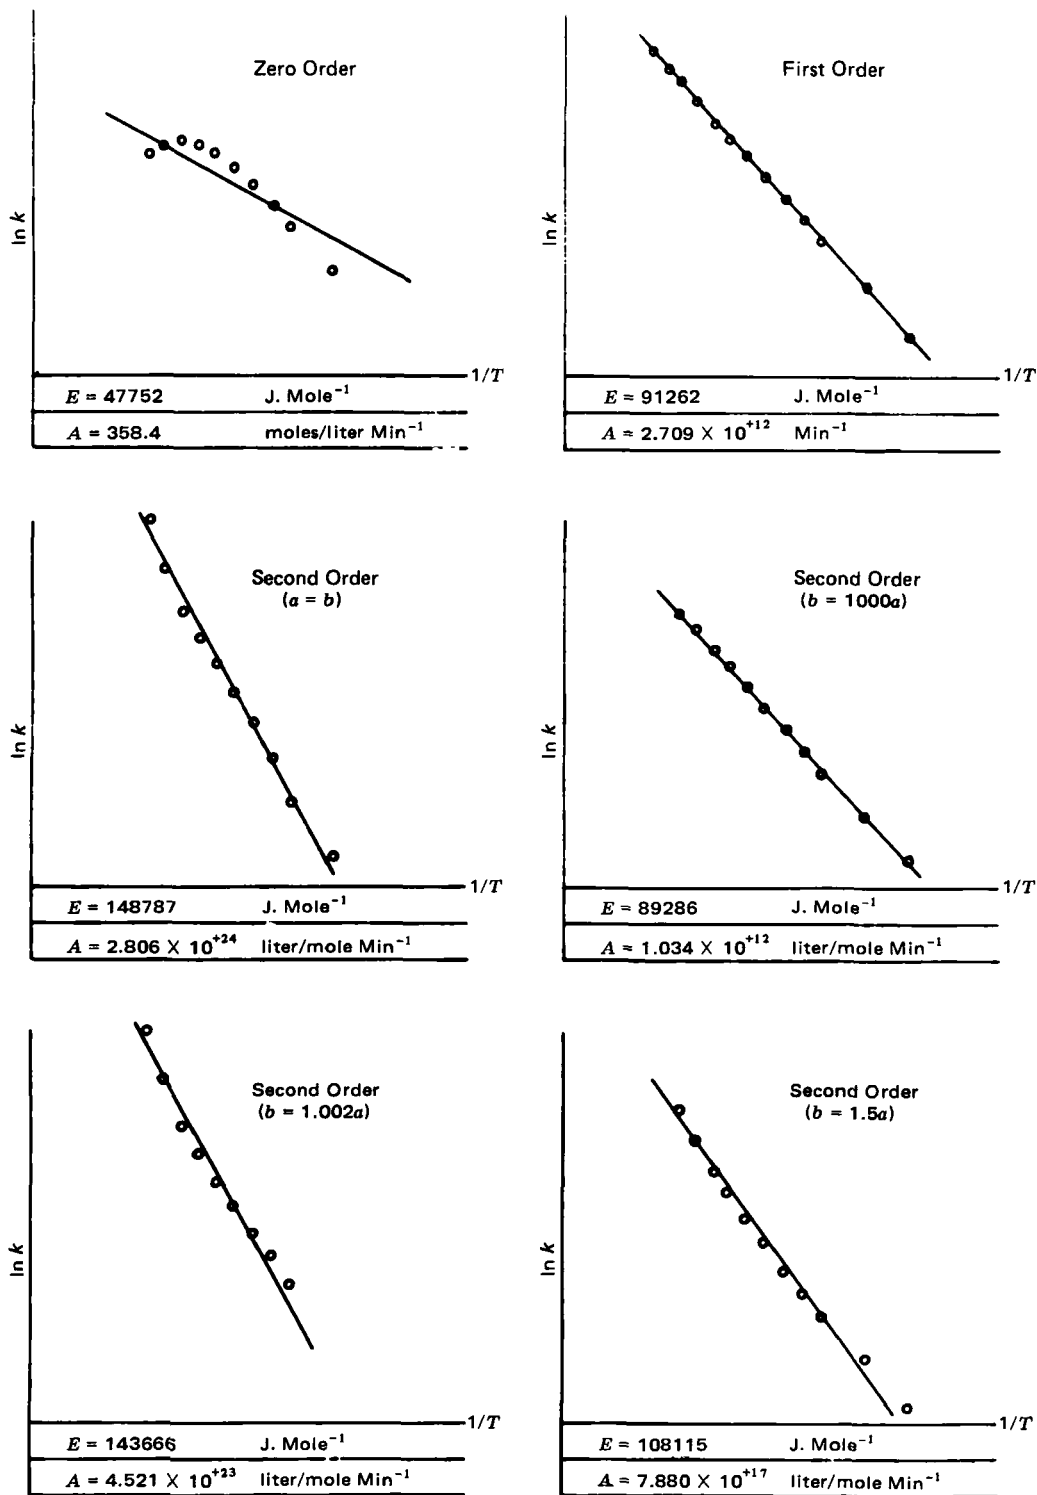 Zero Order
ln k
1/T
E = 47752 J. Mole⁻¹
A = 358.4 moles/liter Min⁻¹
First Order
ln k
1/T
E = 91262 J. Mole⁻¹
A = 2.709 × 10⁺¹² Min⁻¹
Second Order
(a = b)
ln k
1/T
E = 148787 J. Mole⁻¹
A = 2.806 × 10⁺²⁴ liter/mole Min⁻¹
Second Order
(b = 1000a)
ln k
1/T
E = 89286 J. Mole⁻¹
A = 1.034 × 10⁺¹² liter/mole Min⁻¹
Second Order
(b = 1.002a)
ln k
1/T
E = 143666 J. Mole⁻¹
A = 4.521 × 10⁺²³ liter/mole Min⁻¹
Second Order
(b = 1.5a)
ln k
1/T
E = 108115 J. Mole⁻¹
A = 7.880 × 10⁺¹⁷ liter/mole Min⁻¹